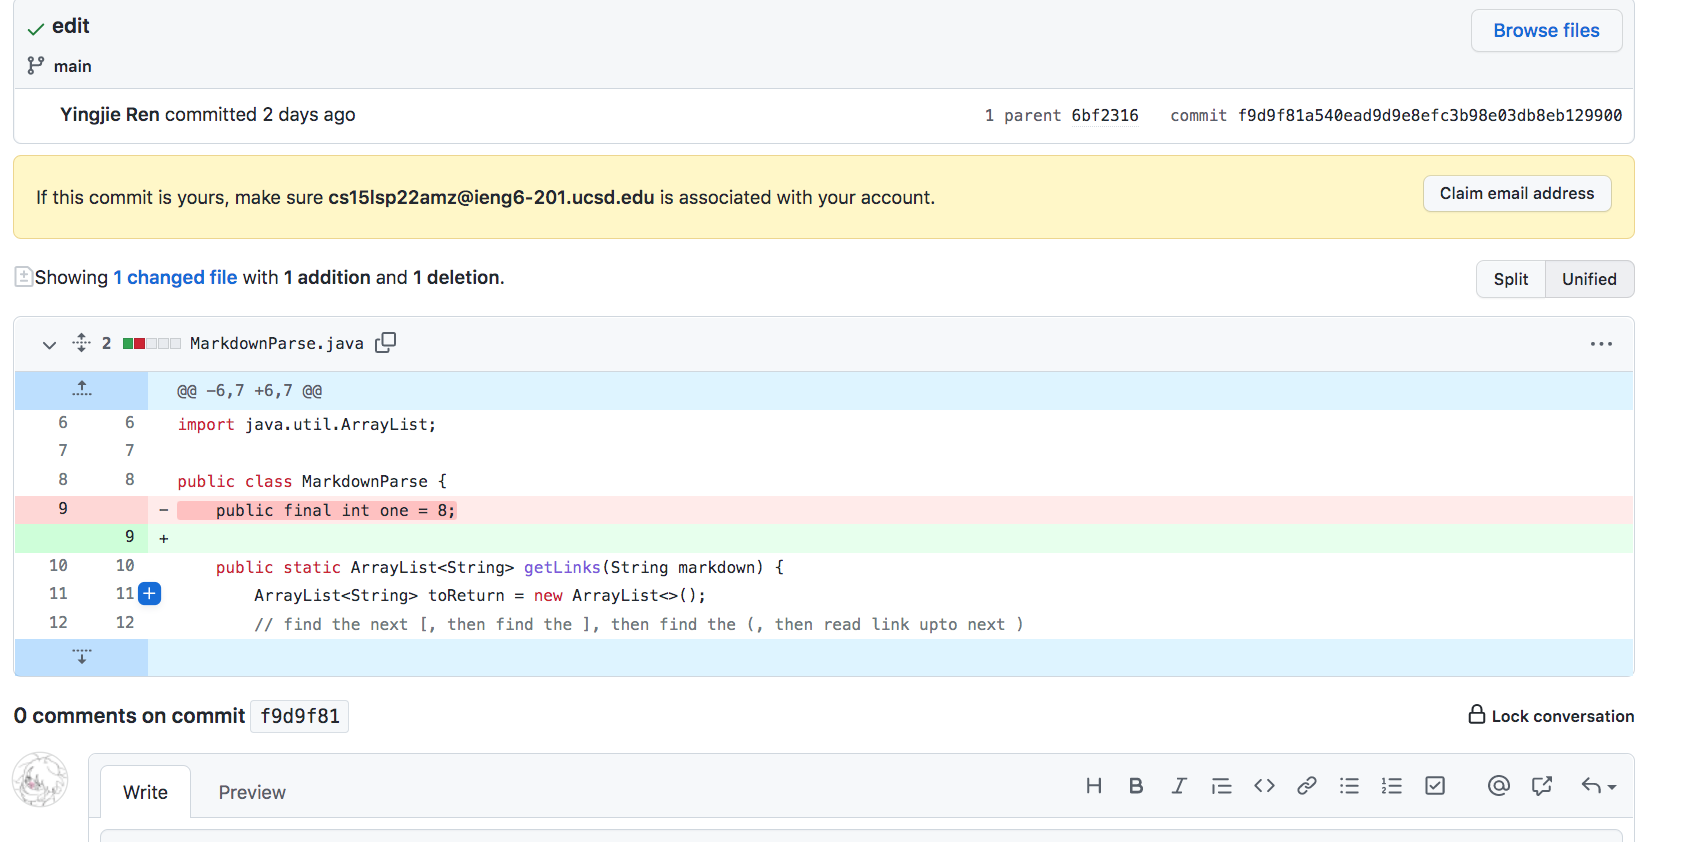 edit
Browse files
main
Yingjie Ren committed 2 days ago 1 parent 6bf2316 commit f9d9f81a540ead9d9e8efc3b98e03db8eb129900
If this commit is yours, make sure cs15lsp22amz@ieng6-201.ucsd.edu is associated with your account. Claim email address
Showing 1 changed file with 1 addition and 1 deletion. Split Unified
2 MarkdownParse.java
@@ -6,7 +6,7 @@
6 6 import java.util.ArrayList;
7 7
8 8 public class MarkdownParse {
9 - public final int one = 8;
9 +
10 10 public static ArrayList<String> getLinks(String markdown) {
11 11 + ArrayList<String> toReturn = new ArrayList<>();
12 12 // find the next [, then find the ], then find the (, then read link upto next )
0 comments on commit f9d9f81 Lock conversation
Write Preview